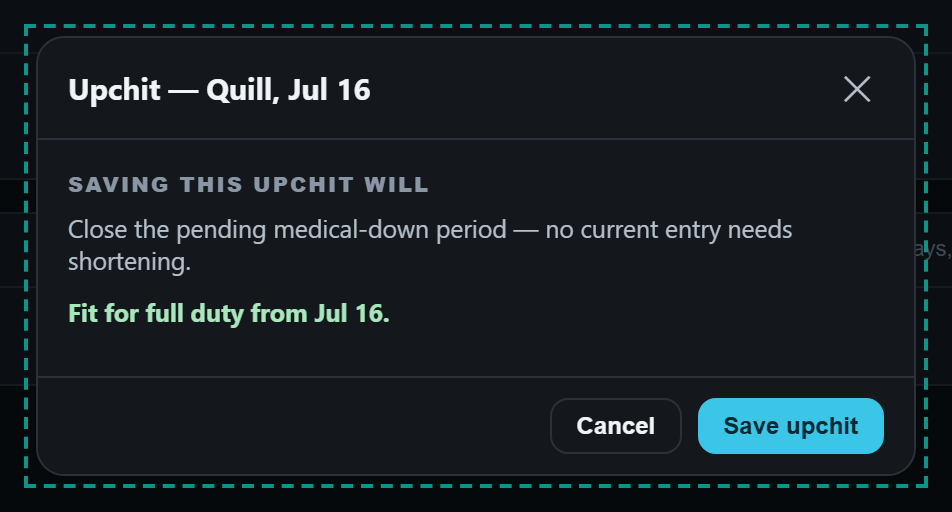 Upchit — Quill, Jul 16
SAVING THIS UPCHIT WILL
Close the pending medical-down period — no current entry needs
shortening.
Fit for full duty from Jul 16.
Cancel
Save upchit